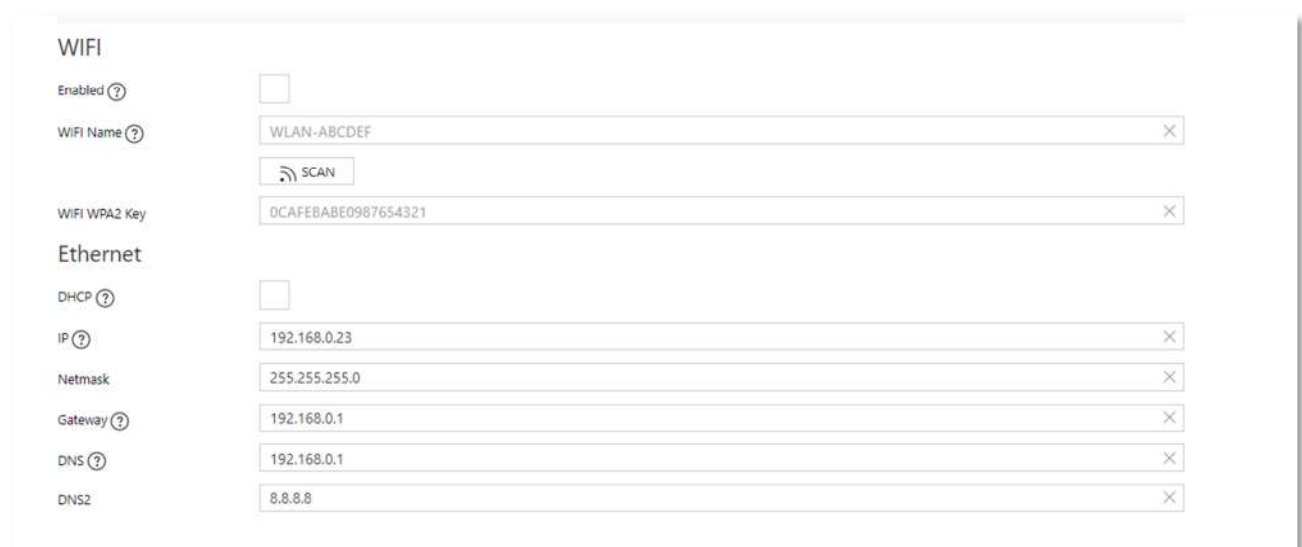 WIFI
Enabled ?
WIFI Name ? WLAN-ABCDEF
SCAN
WIFI WPA2 Key 0CAFEBABE0987654321
Ethernet
DHCP ?
IP ? 192.168.0.23
Netmask 255.255.255.0
Gateway ? 192.168.0.1
DNS ? 192.168.0.1
DNS2 8.8.8.8